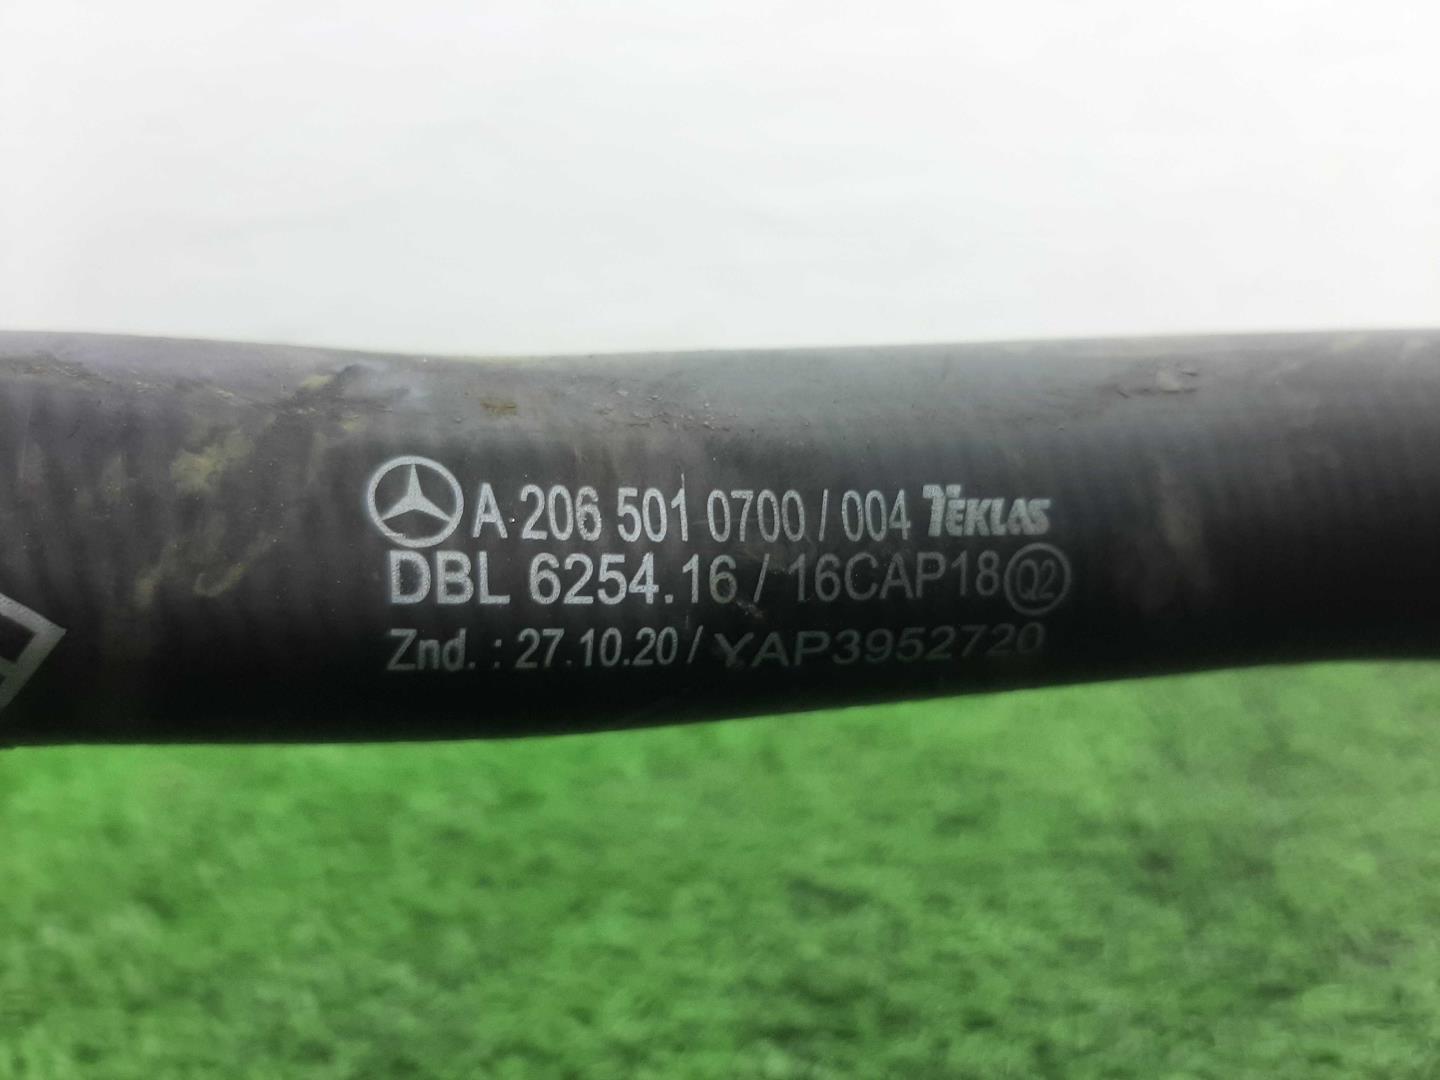 A 206 501 0700 / 004 TEKLAS
DBL 6254.16 / 16CAP18 Q2
Znd. : 27.10.20 / YAP3952720